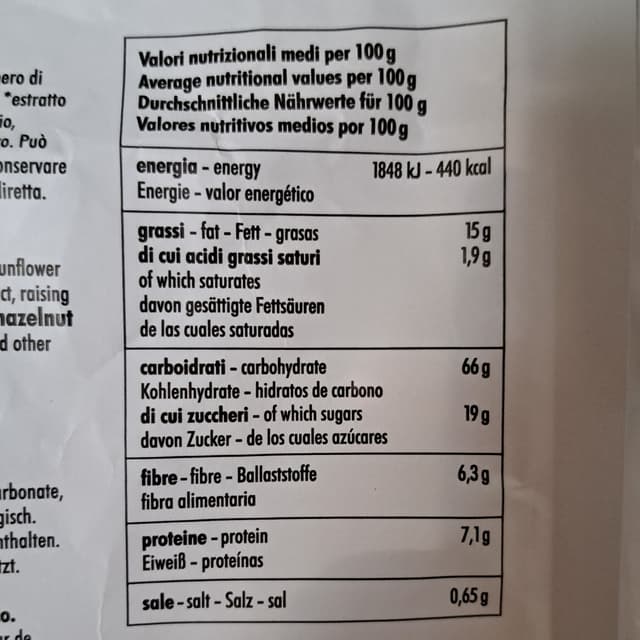 ero di
*estratto
io,
o. Può
onservare
diretta.
unflower
ct, raising
hazelnut
d other
arbonate,
gisch.
nthalten.
tzt.
o.
Valori nutrizionali medi per 100 g
Average nutritional values per 100 g
Durchschnittliche Nährwerte für 100 g
Valores nutritivos medios por 100 g
energia - energy 1848 kJ - 440 kcal
Energie - valor energético
grassi - fat - Fett - grasas 15 g
di cui acidi grassi saturi 1,9 g
of which saturates
davon gesättigte Fettsäuren
de las cuales saturadas
carboidrati - carbohydrate 66 g
Kohlenhydrate - hidratos de carbono
di cui zuccheri - of which sugars 19 g
davon Zucker - de los cuales azúcares
fibre - fibre - Ballaststoffe 6,3 g
fibra alimentaria
proteine - protein 7,1 g
Eiweiß - proteínas
sale - salt - Salz - sal 0,65 g